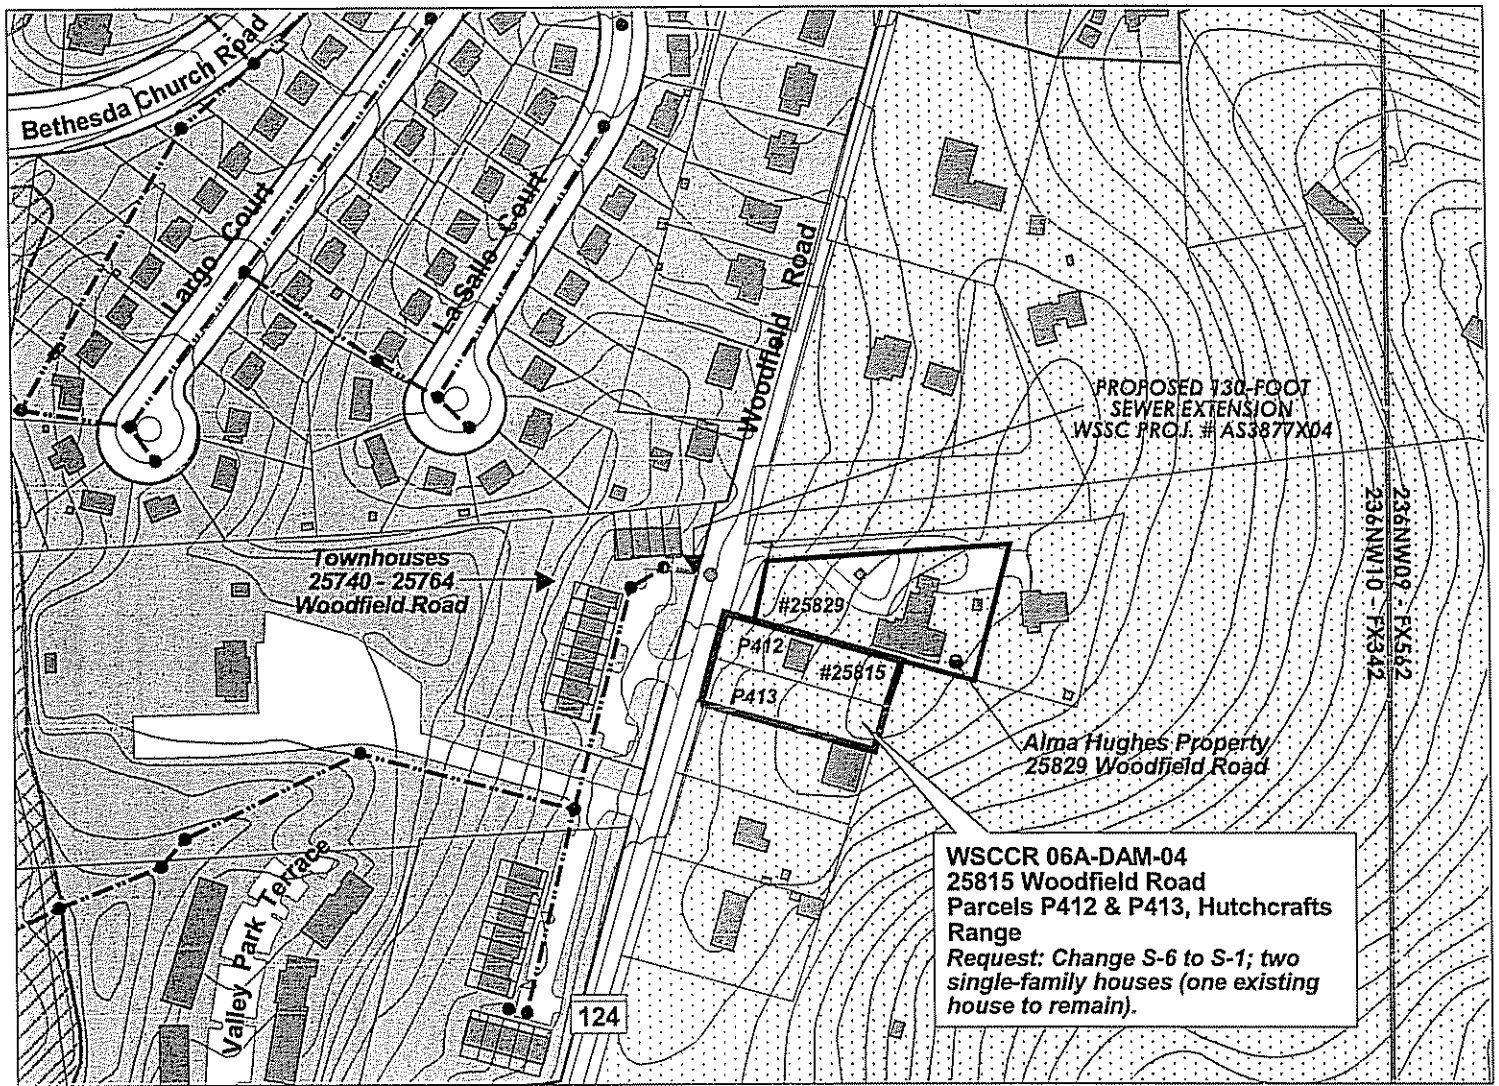 Bethesda Church Road
Largo Court
LaSalle Court
Woodfield Road
PROPOSED 130-FOOT
SEWER EXTENSION
WSSC PROJ. # AS3877X04
236NW09 - FX562
236NW10 - FX342
Townhouses
25740 - 25764
Woodfield Road
#25829
P412
#25815
P413
Alma Hughes Property
25829 Woodfield Road
WSCCR 06A-DAM-04
25815 Woodfield Road
Parcels P412 & P413, Hutchcrafts
Range
Request: Change S-6 to S-1; two
single-family houses (one existing
house to remain).
Valley Park Terrace
124